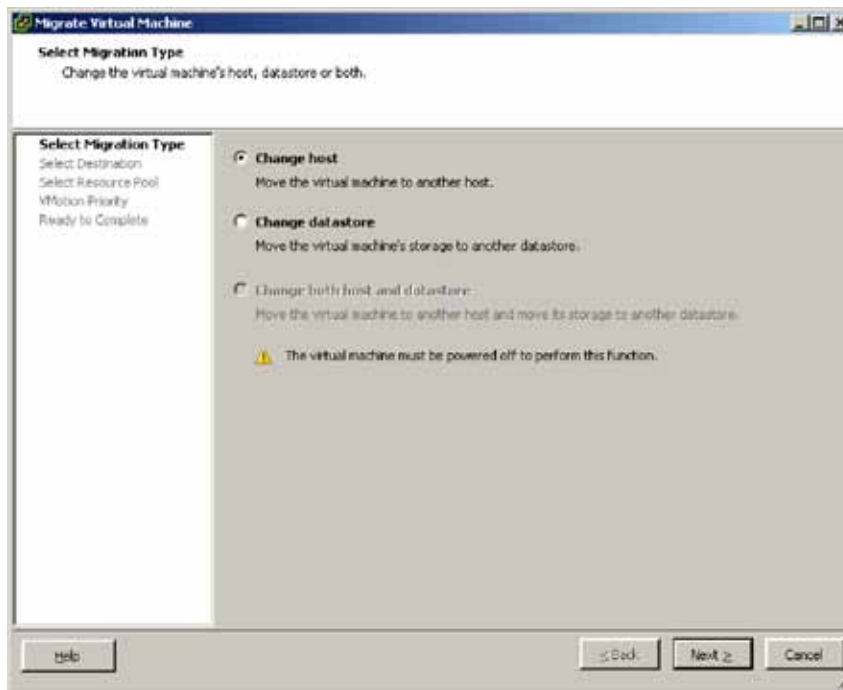 Migrate Virtual Machine
Select Migration Type
Change the virtual machine's host, datastore or both.
Select Migration Type
Select Destination
Select Resource Pool
VMotion Priority
Ready to Complete
Change host
Move the virtual machine to another host.
Change datastore
Move the virtual machine's storage to another datastore.
Change both host and datastore
Move the virtual machine to another host and move its storage to another datastore.
The virtual machine must be powered off to perform this function.
Help
≤ Back
Next ≥
Cancel